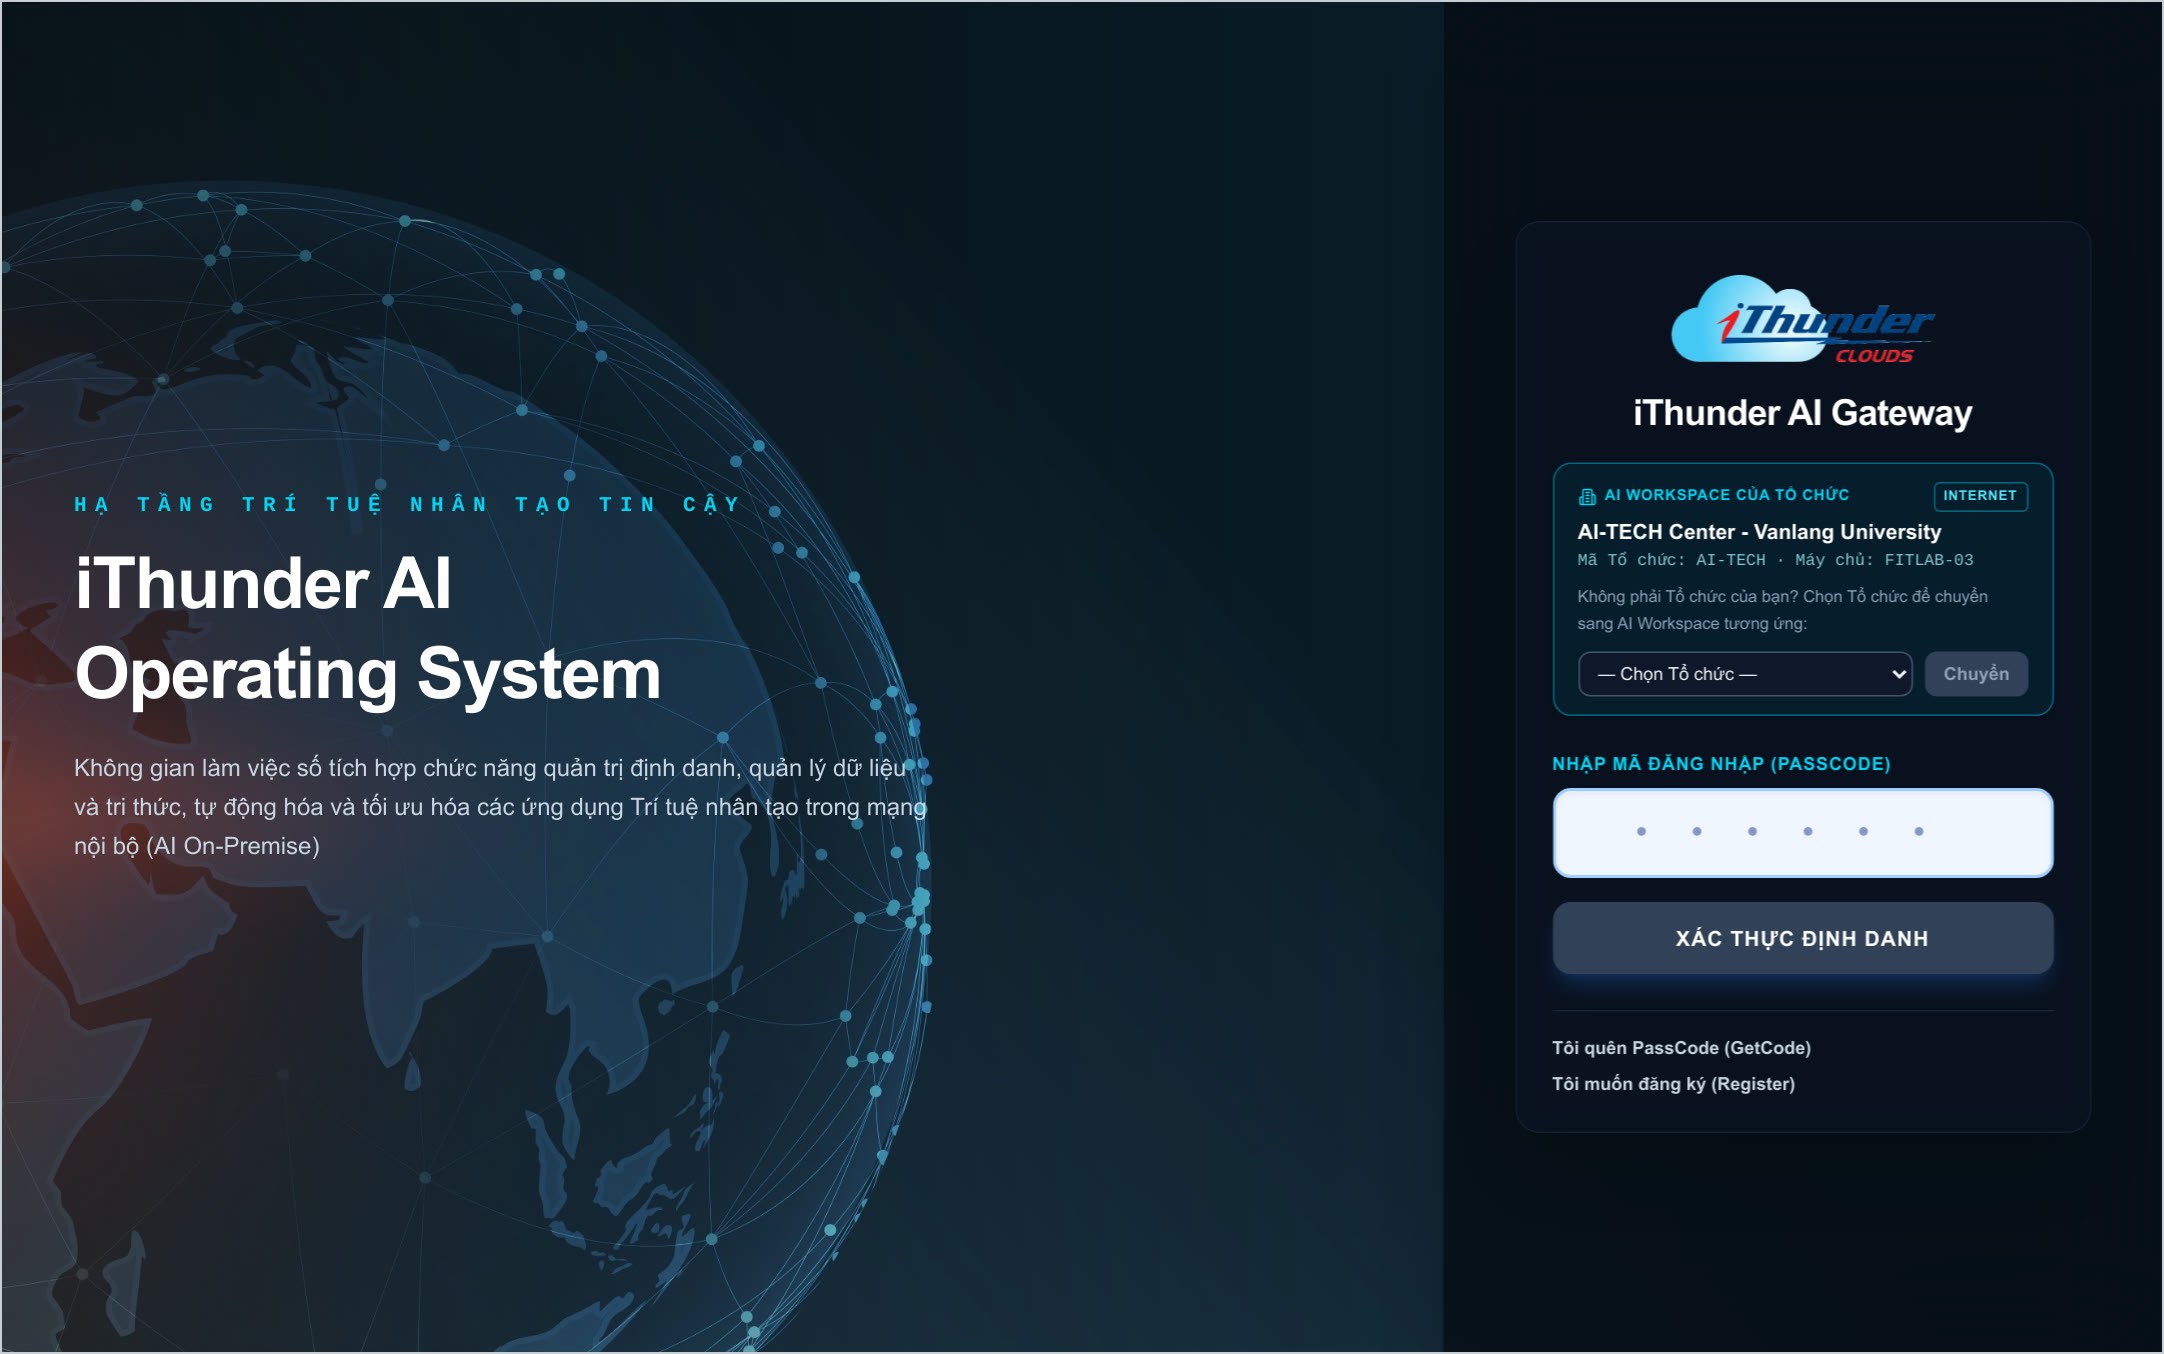 HẠ TẦNG TRÍ TUỆ NHÂN TẠO TIN CẬY
iThunder AI
Operating System
Không gian làm việc số tích hợp chức năng quản trị định danh, quản lý dữ liệu
và tri thức, tự động hóa và tối ưu hóa các ứng dụng Trí tuệ nhân tạo trong mạng
nội bộ (AI On-Premise)
iThunder
CLOUDS
iThunder AI Gateway
AI WORKSPACE CỦA TỔ CHỨC
INTERNET
AI-TECH Center - Vanlang University
Mã Tổ chức: AI-TECH · Máy chủ: FITLAB-03
Không phải Tổ chức của bạn? Chọn Tổ chức để chuyển
sang AI Workspace tương ứng:
— Chọn Tổ chức —
Chuyển
NHẬP MÃ ĐĂNG NHẬP (PASSCODE)
• • • • • •
XÁC THỰC ĐỊNH DANH
Tôi quên PassCode (GetCode)
Tôi muốn đăng ký (Register)